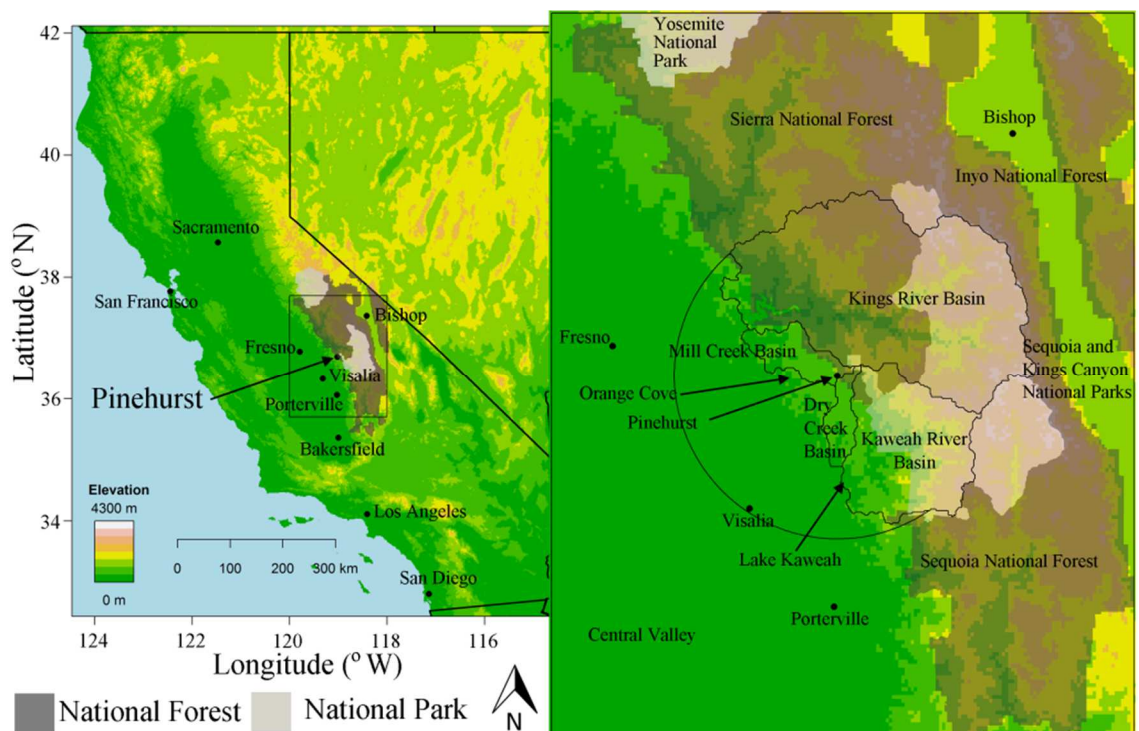 42
40
38
36
34
Latitude (° N)
Sacramento
San Francisco
Bishop
Fresno
Visalia
Pinehurst
Porterville
Bakersfield
Los Angeles
San Diego
Elevation
4300 m
0 m
0 100 200 300 km
124 122 120 118 116
Longitude (° W)
National Forest
National Park
N
Yosemite
National
Park
Sierra National Forest
Bishop
Inyo National Forest
Kings River Basin
Fresno
Mill Creek Basin
Sequoia and
Kings Canyon
National Parks
Orange Cove
Pinehurst
Dry
Creek
Basin
Kaweah River
Basin
Visalia
Lake Kaweah
Sequoia National Forest
Porterville
Central Valley